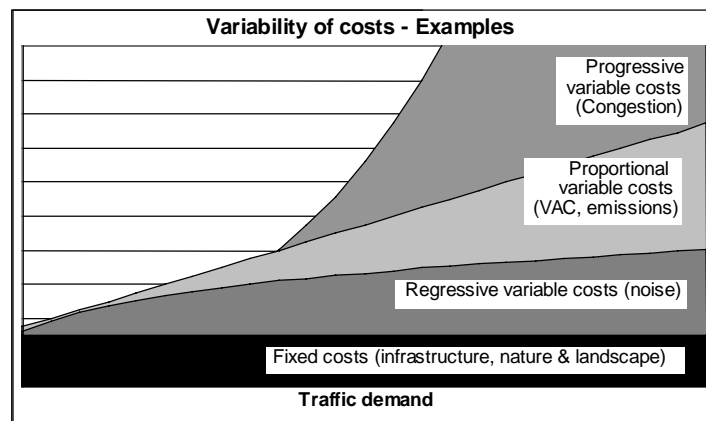 Variability of costs - Examples
Progressive
variable costs
(Congestion)
Proportional
variable costs
(VAC, emissions)
Regressive variable costs (noise)
Fixed costs (infrastructure, nature & landscape)
Traffic demand